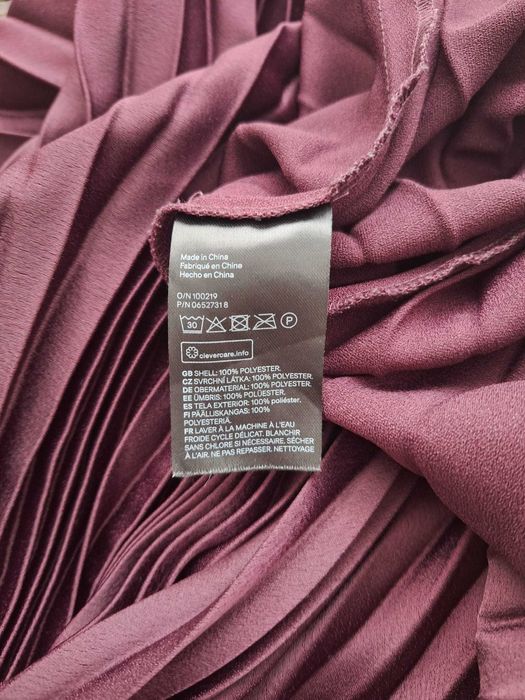 Made in China
Fabriqué en Chine
Hecho en China
O/N 100219
P/N 0652731 8
30
P
clevercare.info
GB SHELL: 100% POLYESTER.
CZ SVRCHNÍ LÁTKA: 100% POLYESTER.
DE OBERMATERIAL: 100% POLYESTER.
EE ÜMBRIS: 100% POLÜESTER.
ES TELA EXTERIOR: 100% poliéster.
FI PÄÄLLUSKANGAS: 100%
POLYESTERIÄ.
FR LAVER À LA MACHINE À L'EAU
FROIDE CYCLE DÉLICAT. BLANCHIR
SANS CHLORE SI NÉCESSAIRE. SÉCHER
À L'AIR. NE PAS REPASSER. NETTOYAGE